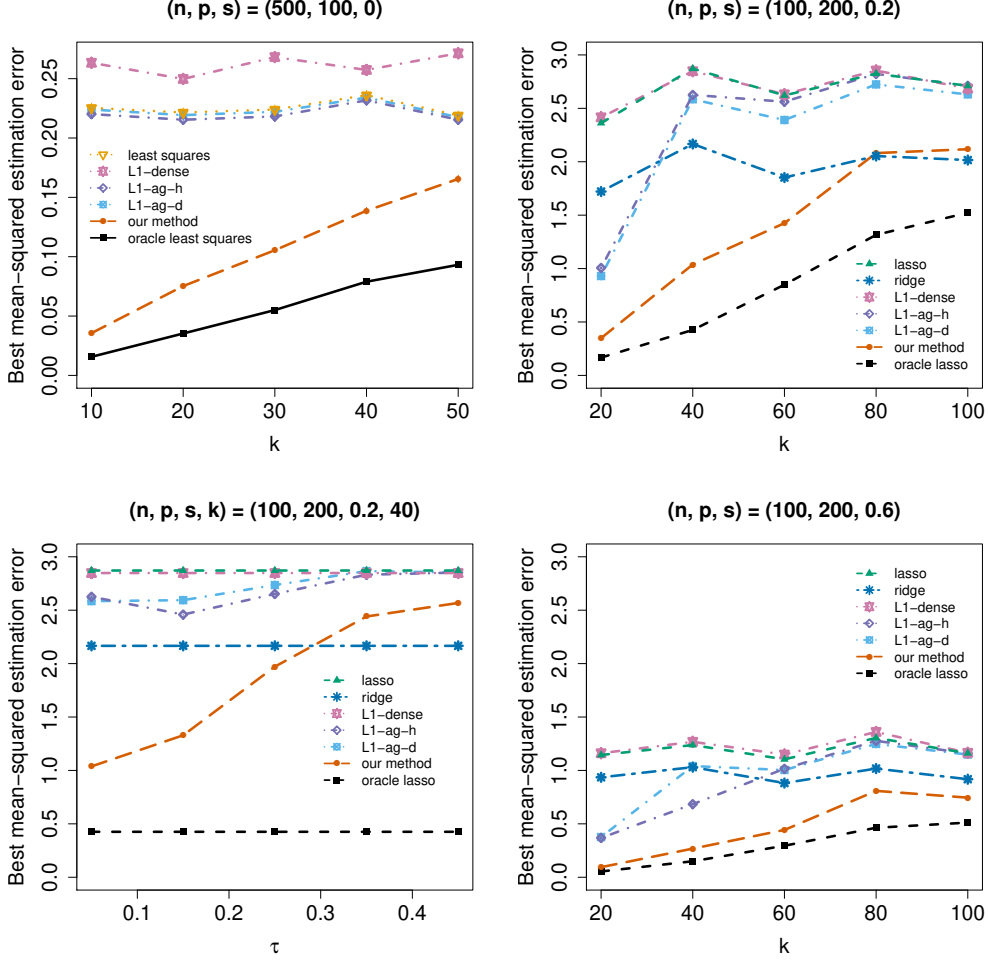 (n, p, s) = (500, 100, 0)
Best mean−squared estimation error
0.00 0.05 0.10 0.15 0.20 0.25
least squares
L1−dense
L1−ag−h
L1−ag−d
our method
oracle least squares
10 20 30 40 50
k
(n, p, s) = (100, 200, 0.2)
Best mean−squared estimation error
0.0 0.5 1.0 1.5 2.0 2.5 3.0
lasso
ridge
L1−dense
L1−ag−h
L1−ag−d
our method
oracle lasso
20 40 60 80 100
k
(n, p, s, k) = (100, 200, 0.2, 40)
Best mean−squared estimation error
0.0 0.5 1.0 1.5 2.0 2.5 3.0
lasso
ridge
L1−dense
L1−ag−h
L1−ag−d
our method
oracle lasso
0.1 0.2 0.3 0.4
τ
(n, p, s) = (100, 200, 0.6)
Best mean−squared estimation error
0.0 0.5 1.0 1.5 2.0 2.5 3.0
lasso
ridge
L1−dense
L1−ag−h
L1−ag−d
our method
oracle lasso
20 40 60 80 100
k